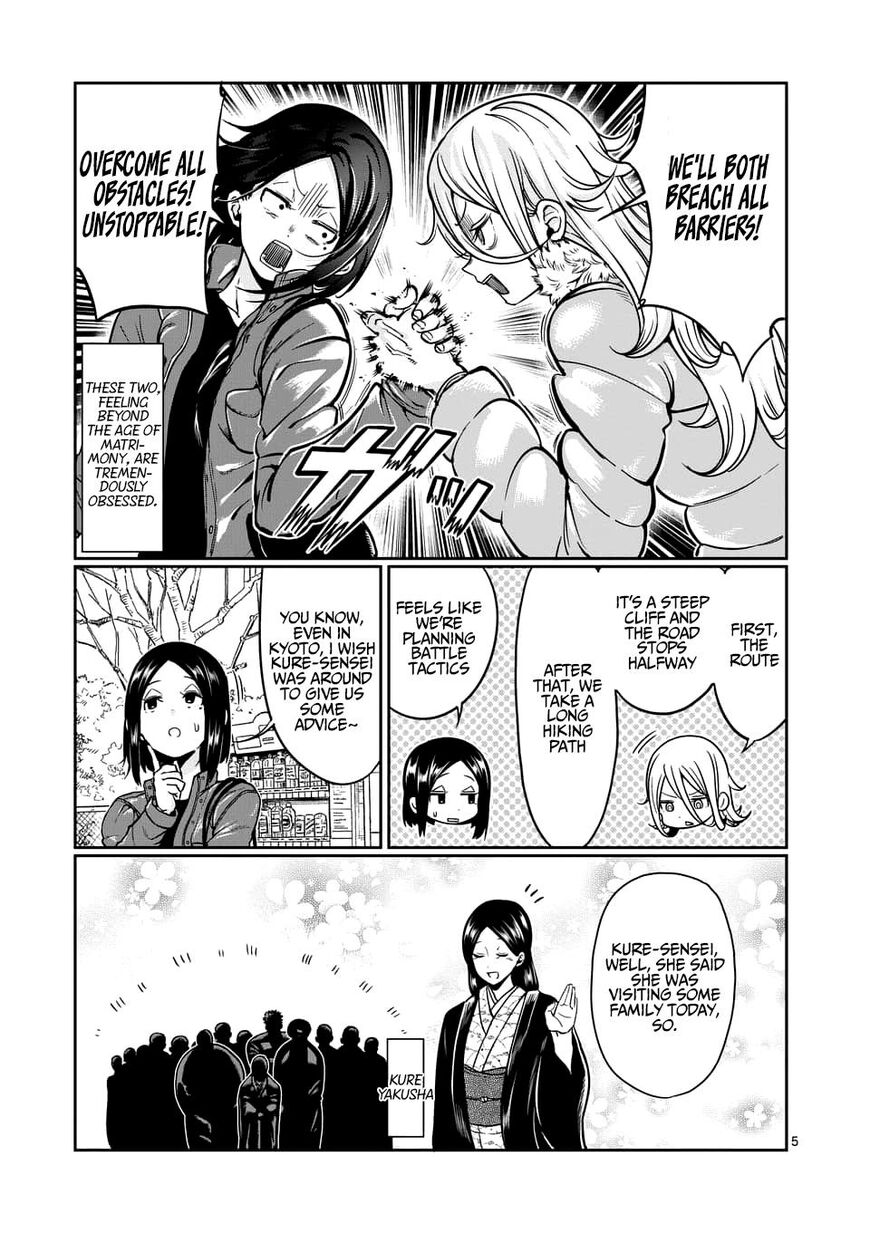 WE'LL BOTH
BREACH ALL
BARRIERS!
OVERCOME ALL
OBSTACLES!
UNSTOPPABLE!
THESE TWO,
FEELING
BEYOND
THE AGE OF
MATRI-
MONY, ARE
TREMEN-
DOUSLY
OBSESSED.
ガッ
FIRST,
THE
ROUTE
IT'S A STEEP
CLIFF AND
THE ROAD
STOPS
HALFWAY
AFTER
THAT, WE
TAKE A
LONG
HIKING
PATH
FEELS LIKE
WE'RE
PLANNING
BATTLE
TACTICS
YOU KNOW,
EVEN IN
KYOTO, I WISH
KURE-SENSEI
WAS AROUND
TO GIVE US
SOME
ADVICE~
KURE-SENSEI,
WELL, SHE SAID
SHE WAS
VISITING SOME
FAMILY TODAY,
SO.
KURE
YAKUSHA
5